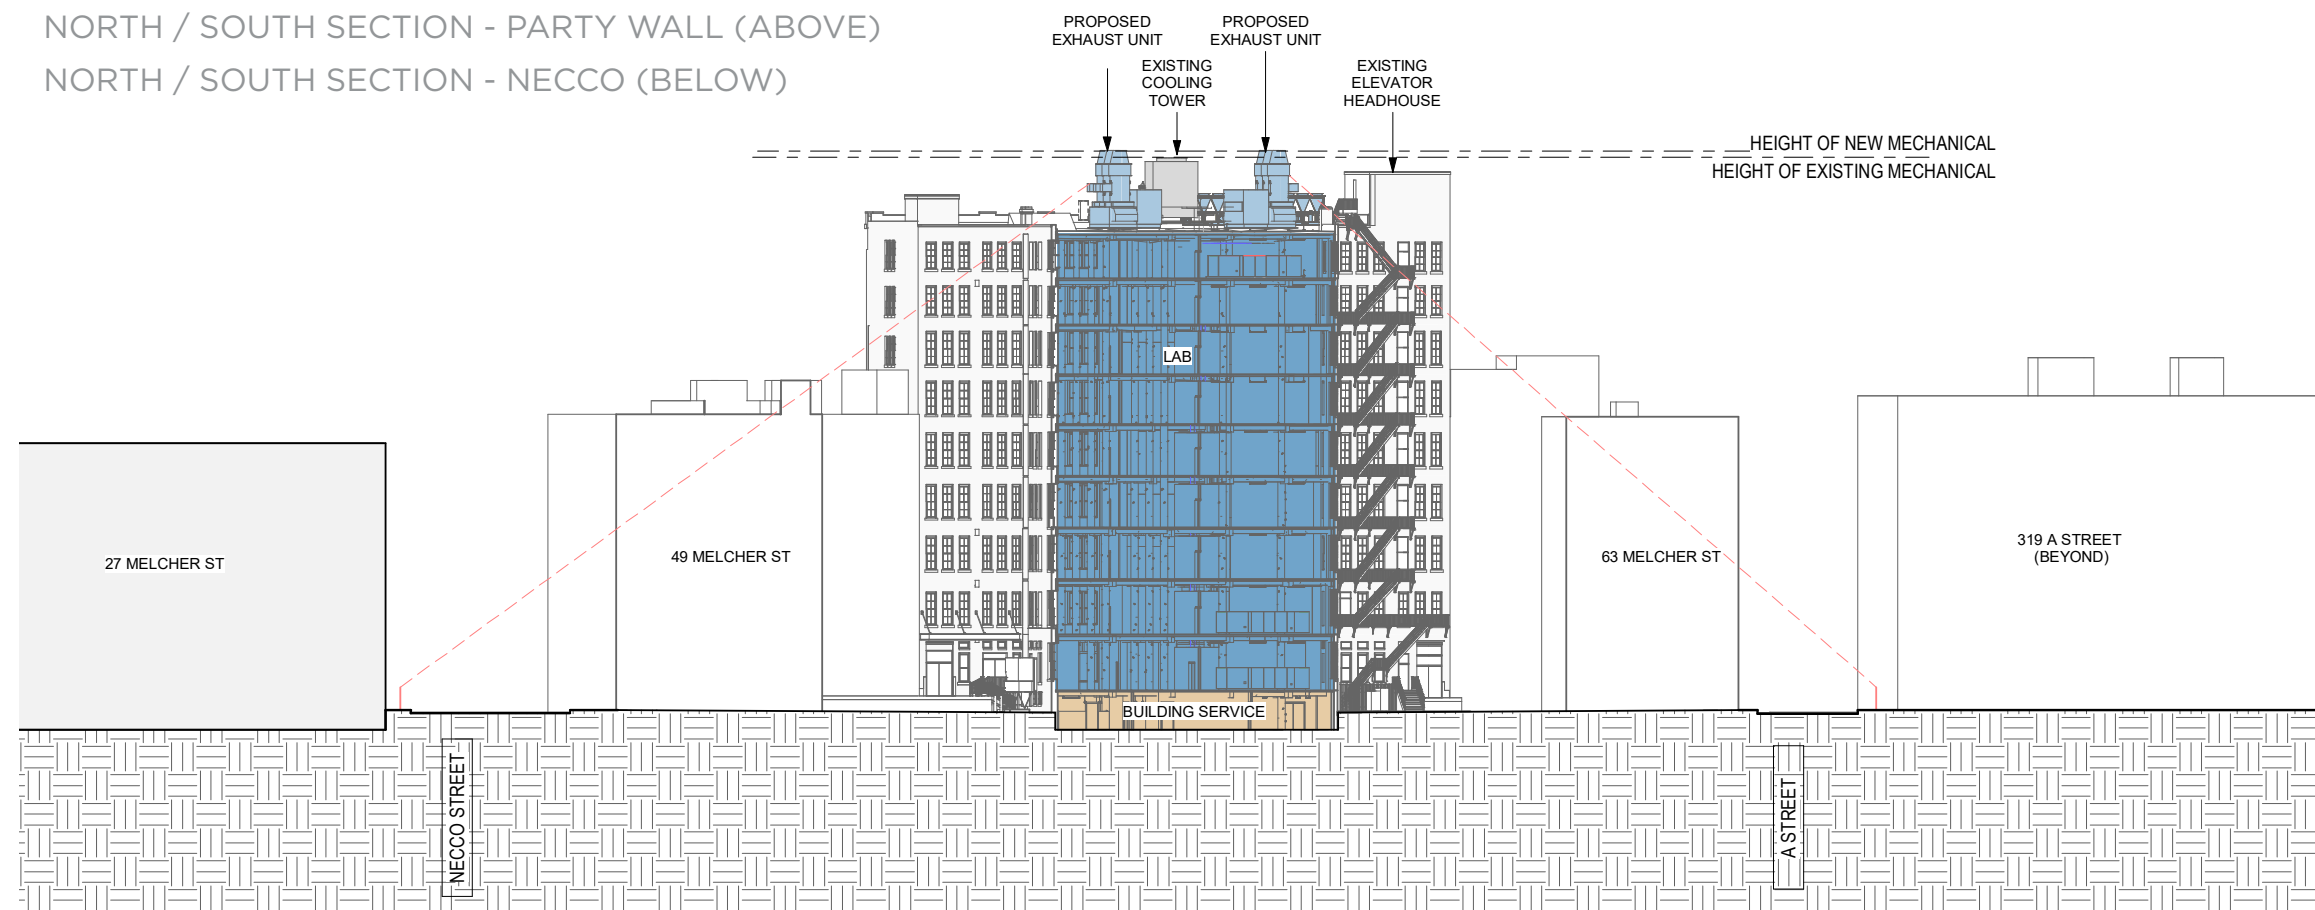 NORTH / SOUTH SECTION - PARTY WALL (ABOVE)
NORTH / SOUTH SECTION - NECCO (BELOW)
PROPOSED
EXHAUST UNIT
PROPOSED
EXHAUST UNIT
EXISTING
COOLING
TOWER
EXISTING
ELEVATOR
HEADHOUSE
HEIGHT OF NEW MECHANICAL
HEIGHT OF EXISTING MECHANICAL
LAB
27 MELCHER ST
49 MELCHER ST
63 MELCHER ST
319 A STREET
(BEYOND)
BUILDING SERVICE
NECCO STREET
A STREET